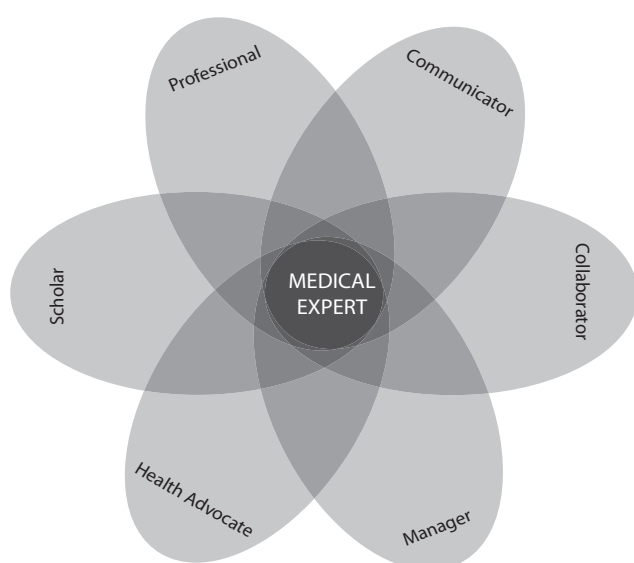 Professional
Communicator
Scholar
MEDICAL
EXPERT
Collaborator
Health Advocate
Manager